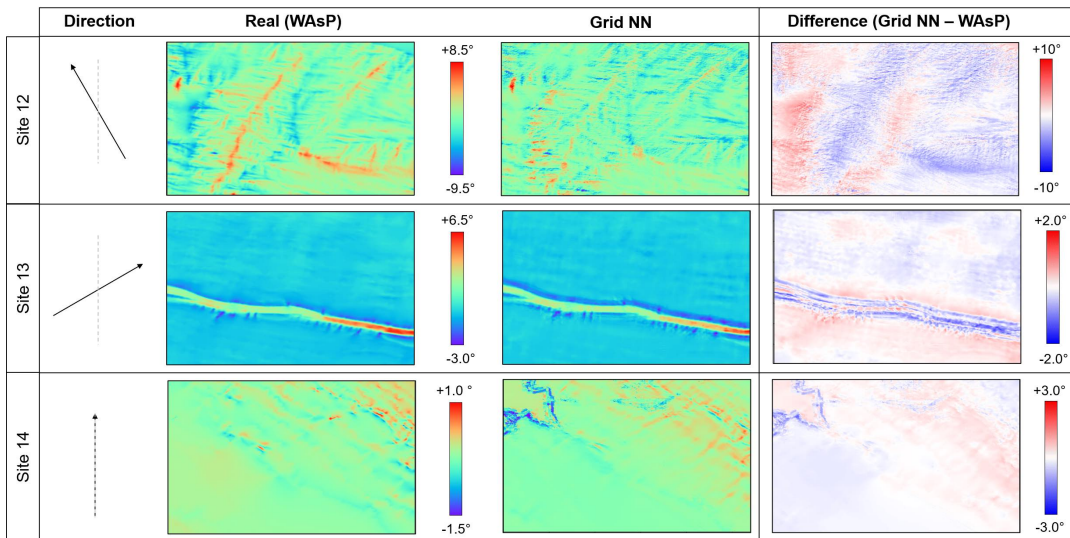 Direction
Real (WAsP)
Grid NN
Difference (Grid NN – WAsP)
Site 12
+8.5°
-9.5°
+10°
-10°
Site 13
+6.5°
-3.0°
+2.0°
-2.0°
Site 14
+1.0 °
-1.5°
+3.0°
-3.0°